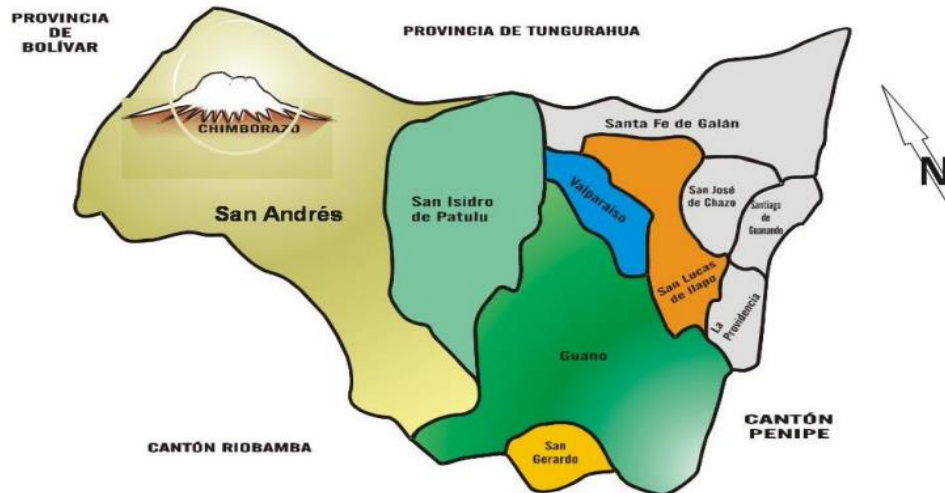 PROVINCIA
DE
BOLÍVAR
PROVINCIA DE TUNGURAHUA
CHIMBORAZO
Santa Fe de Galán
San Andrés
San Isidro
de Patulu
Valparaiso
San José
de Chazo
Santiago
de
Guanando
N
San Lucas
de Ilapo
La
Providencia
Guano
CANTÓN RIOBAMBA
San
Gerardo
CANTÓN
PENIPE